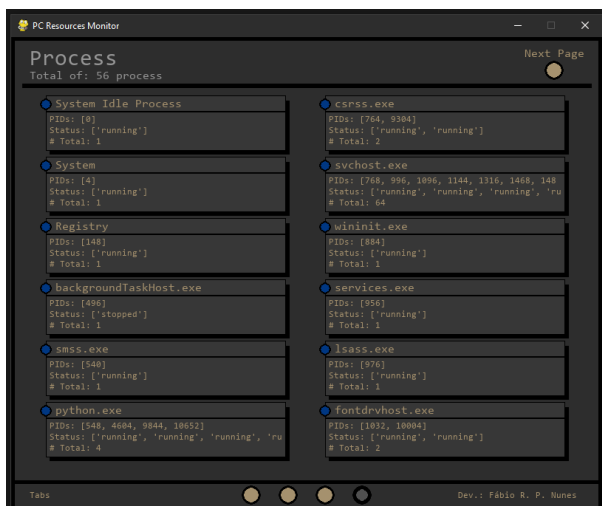 PC Resources Monitor
Process
Total of: 56 process
Next Page
System Idle Process
PIDs: [0]
Status: ['running']
# Total: 1
System
PIDs: [4]
Status: ['running']
# Total: 1
Registry
PIDs: [148]
Status: ['running']
# Total: 1
backgroundTaskHost.exe
PIDs: [496]
Status: ['stopped']
# Total: 1
smss.exe
PIDs: [540]
Status: ['running']
# Total: 1
python.exe
PIDs: [548, 4604, 9844, 10652]
Status: ['running', 'running', 'running', 'ru
# Total: 4
csrss.exe
PIDs: [764, 9304]
Status: ['running', 'running']
# Total: 2
svchost.exe
PIDs: [768, 996, 1096, 1144, 1316, 1468, 148
Status: ['running', 'running', 'running', 'ru
# Total: 64
wininit.exe
PIDs: [884]
Status: ['running']
# Total: 1
services.exe
PIDs: [956]
Status: ['running']
# Total: 1
lsass.exe
PIDs: [976]
Status: ['running']
# Total: 1
fontdrvhost.exe
PIDs: [1032, 10004]
Status: ['running', 'running']
# Total: 2
Tabs
Dev.: Fábio R. P. Nunes